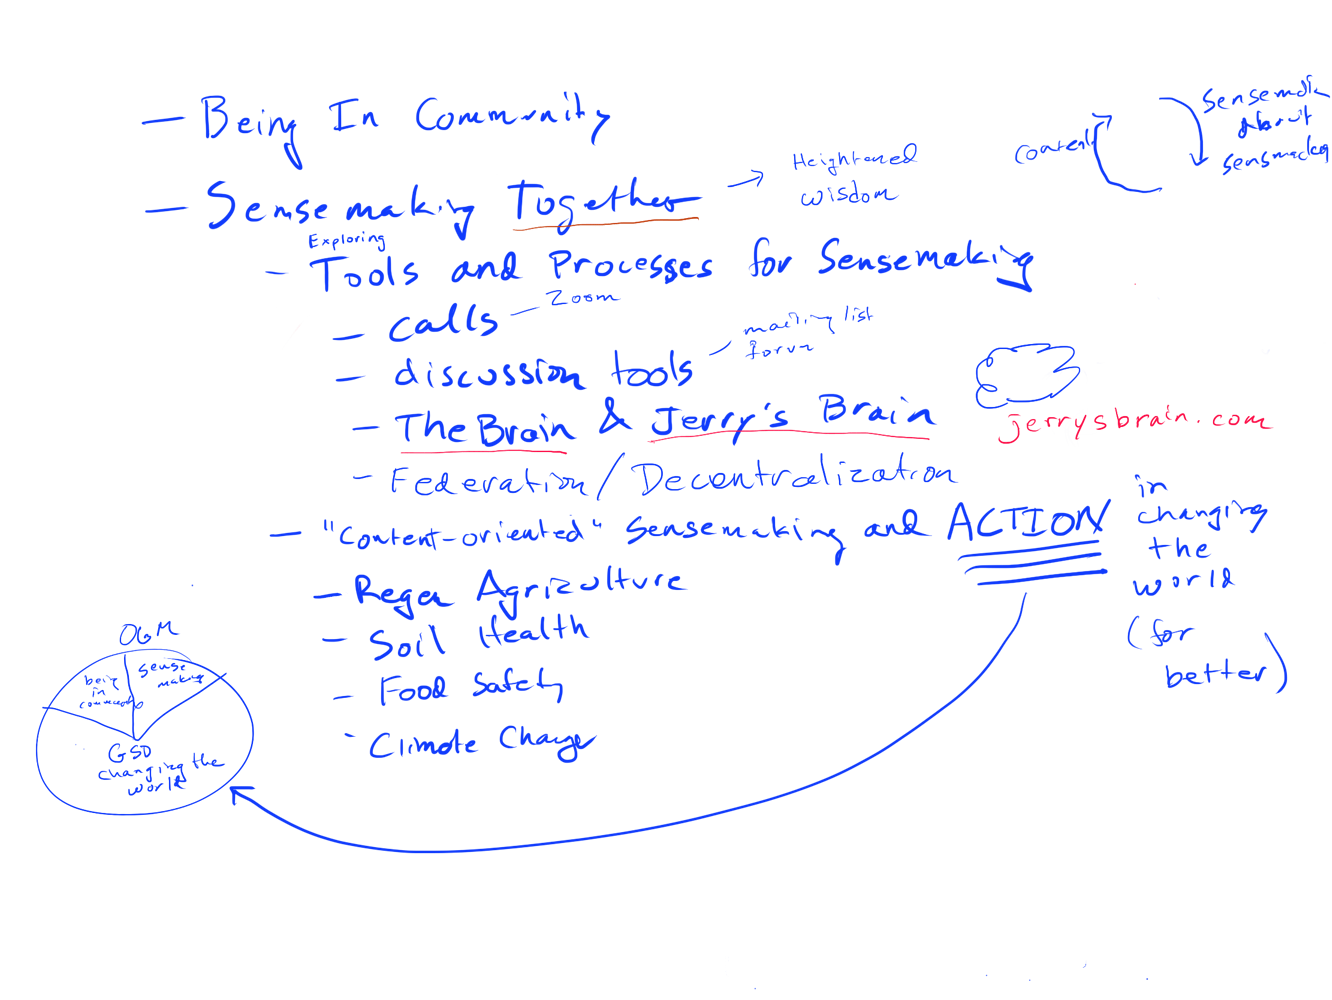 - Being In Community
- Sensemaking Together → Heightened wisdom
Content
Sensemaking
About
Exploring
- Tools and Processes for Sensemaking
- calls - Zoom
- discussion tools - mailing list
forum
- The Brain & Jerry's Brain
jerrysbrain.com
- Federation / Decentralization
- "Content-oriented" Sensemaking and ACTION
in
changing
the
world
(for
better)
- Regen Agriculture
- Soil Health
- Food Safety
- Climate Change
OGM
being
in
community
sense
making
GSD
changing the
world